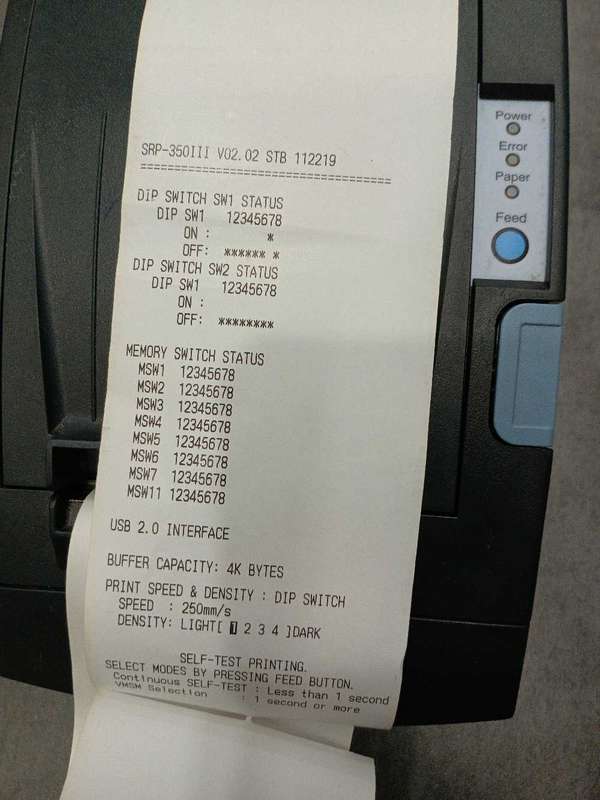 SRP-350III V02.02 STB 112219
========================================
DIP SWITCH SW1 STATUS
DIP SW1 12345678
ON : *
OFF: ****** *
DIP SWITCH SW2 STATUS
DIP SW1 12345678
ON :
OFF: ********
MEMORY SWITCH STATUS
MSW1 12345678
MSW2 12345678
MSW3 12345678
MSW4 12345678
MSW5 12345678
MSW6 12345678
MSW7 12345678
MSW11 12345678
USB 2.0 INTERFACE
BUFFER CAPACITY: 4K BYTES
PRINT SPEED & DENSITY : DIP SWITCH
SPEED : 250mm/s
DENSITY: LIGHT[ 1 2 3 4 ]DARK
SELF-TEST PRINTING.
SELECT MODES BY PRESSING FEED BUTTON.
Continuous SELF-TEST : Less than 1 second
VMSM Selection : 1 second or more
Power
Error
Paper
Feed